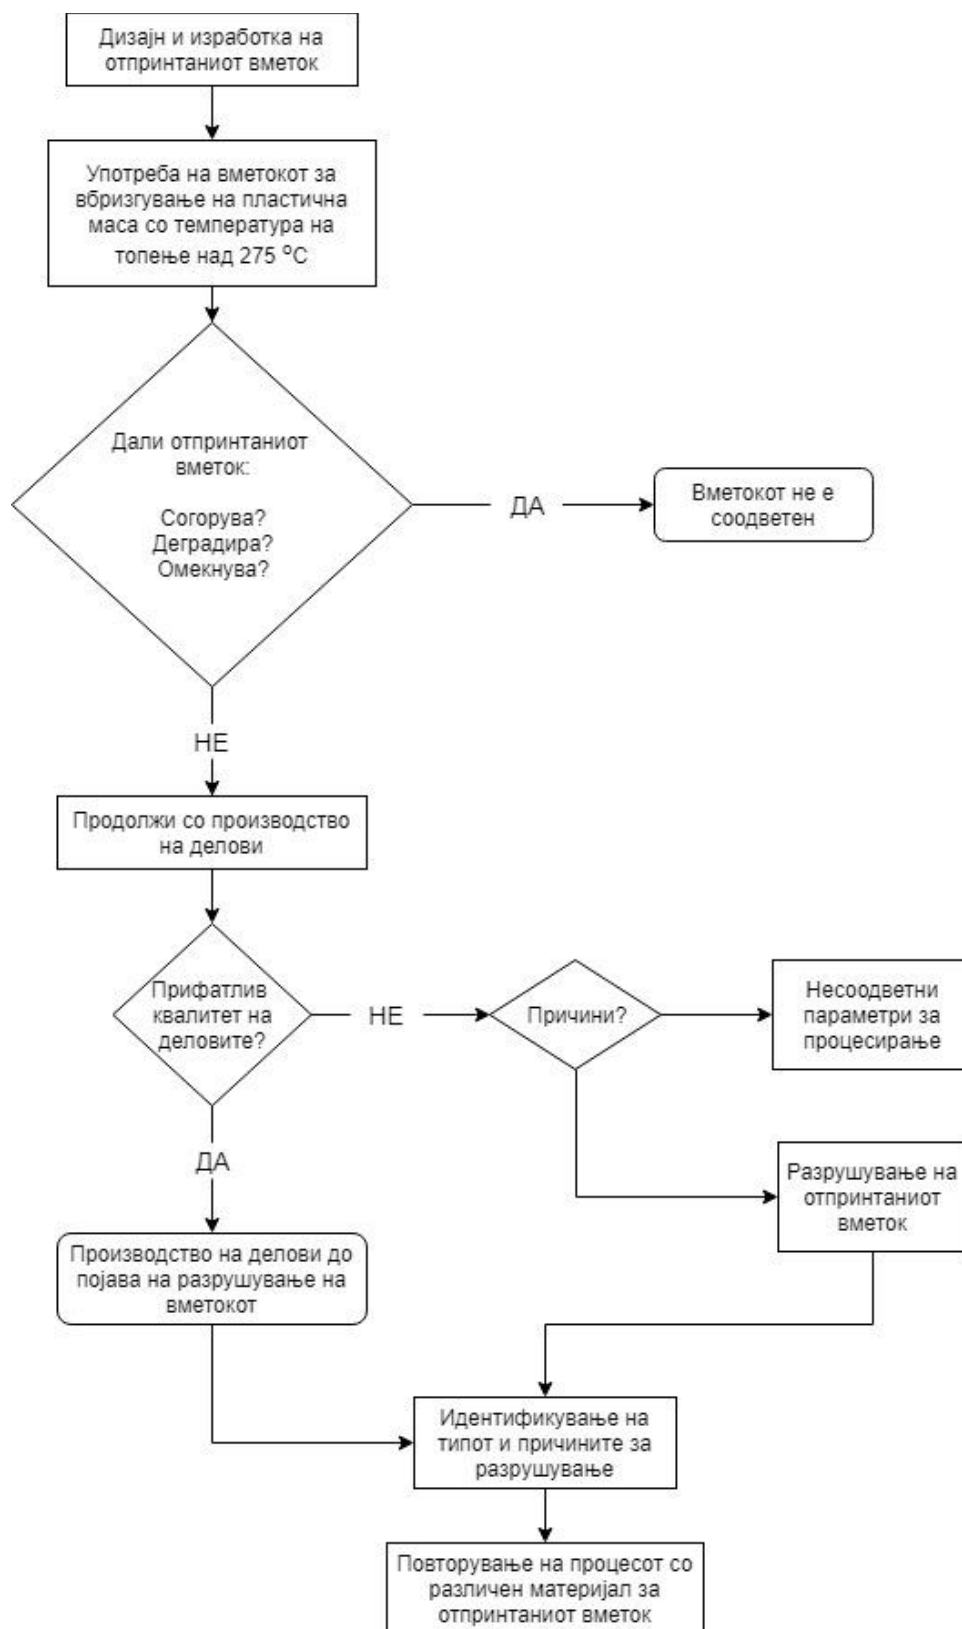 Дизајн и изработка на
отпринтаниот вметок
Употреба на вметокот за
вбризгување на пластична
маса со температура на
топење над 275 °C
Дали отпринтаниот
вметок:
Согорува?
Деградира?
Омекнува?
ДА
Вметокот не е
соодветен
НЕ
Продолжи со производство
на делови
Прифатлив
квалитет на
деловите?
НЕ
Причини?
Несоодветни
параметри за
процесирање
ДА
Разрушување на
отпринтаниот
вметок
Производство на делови до
појава на разрушување на
вметокот
Идентификување на
типот и причините за
разрушување
Повторување на процесот со
различен материјал за
отпринтаниот вметок